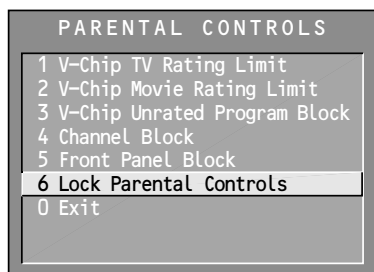 PARENTAL CONTROLS
1 V-Chip TV Rating Limit
2 V-Chip Movie Rating Limit
3 V-Chip Unrated Program Block
4 Channel Block
5 Front Panel Block
6 Lock Parental Controls
0 Exit